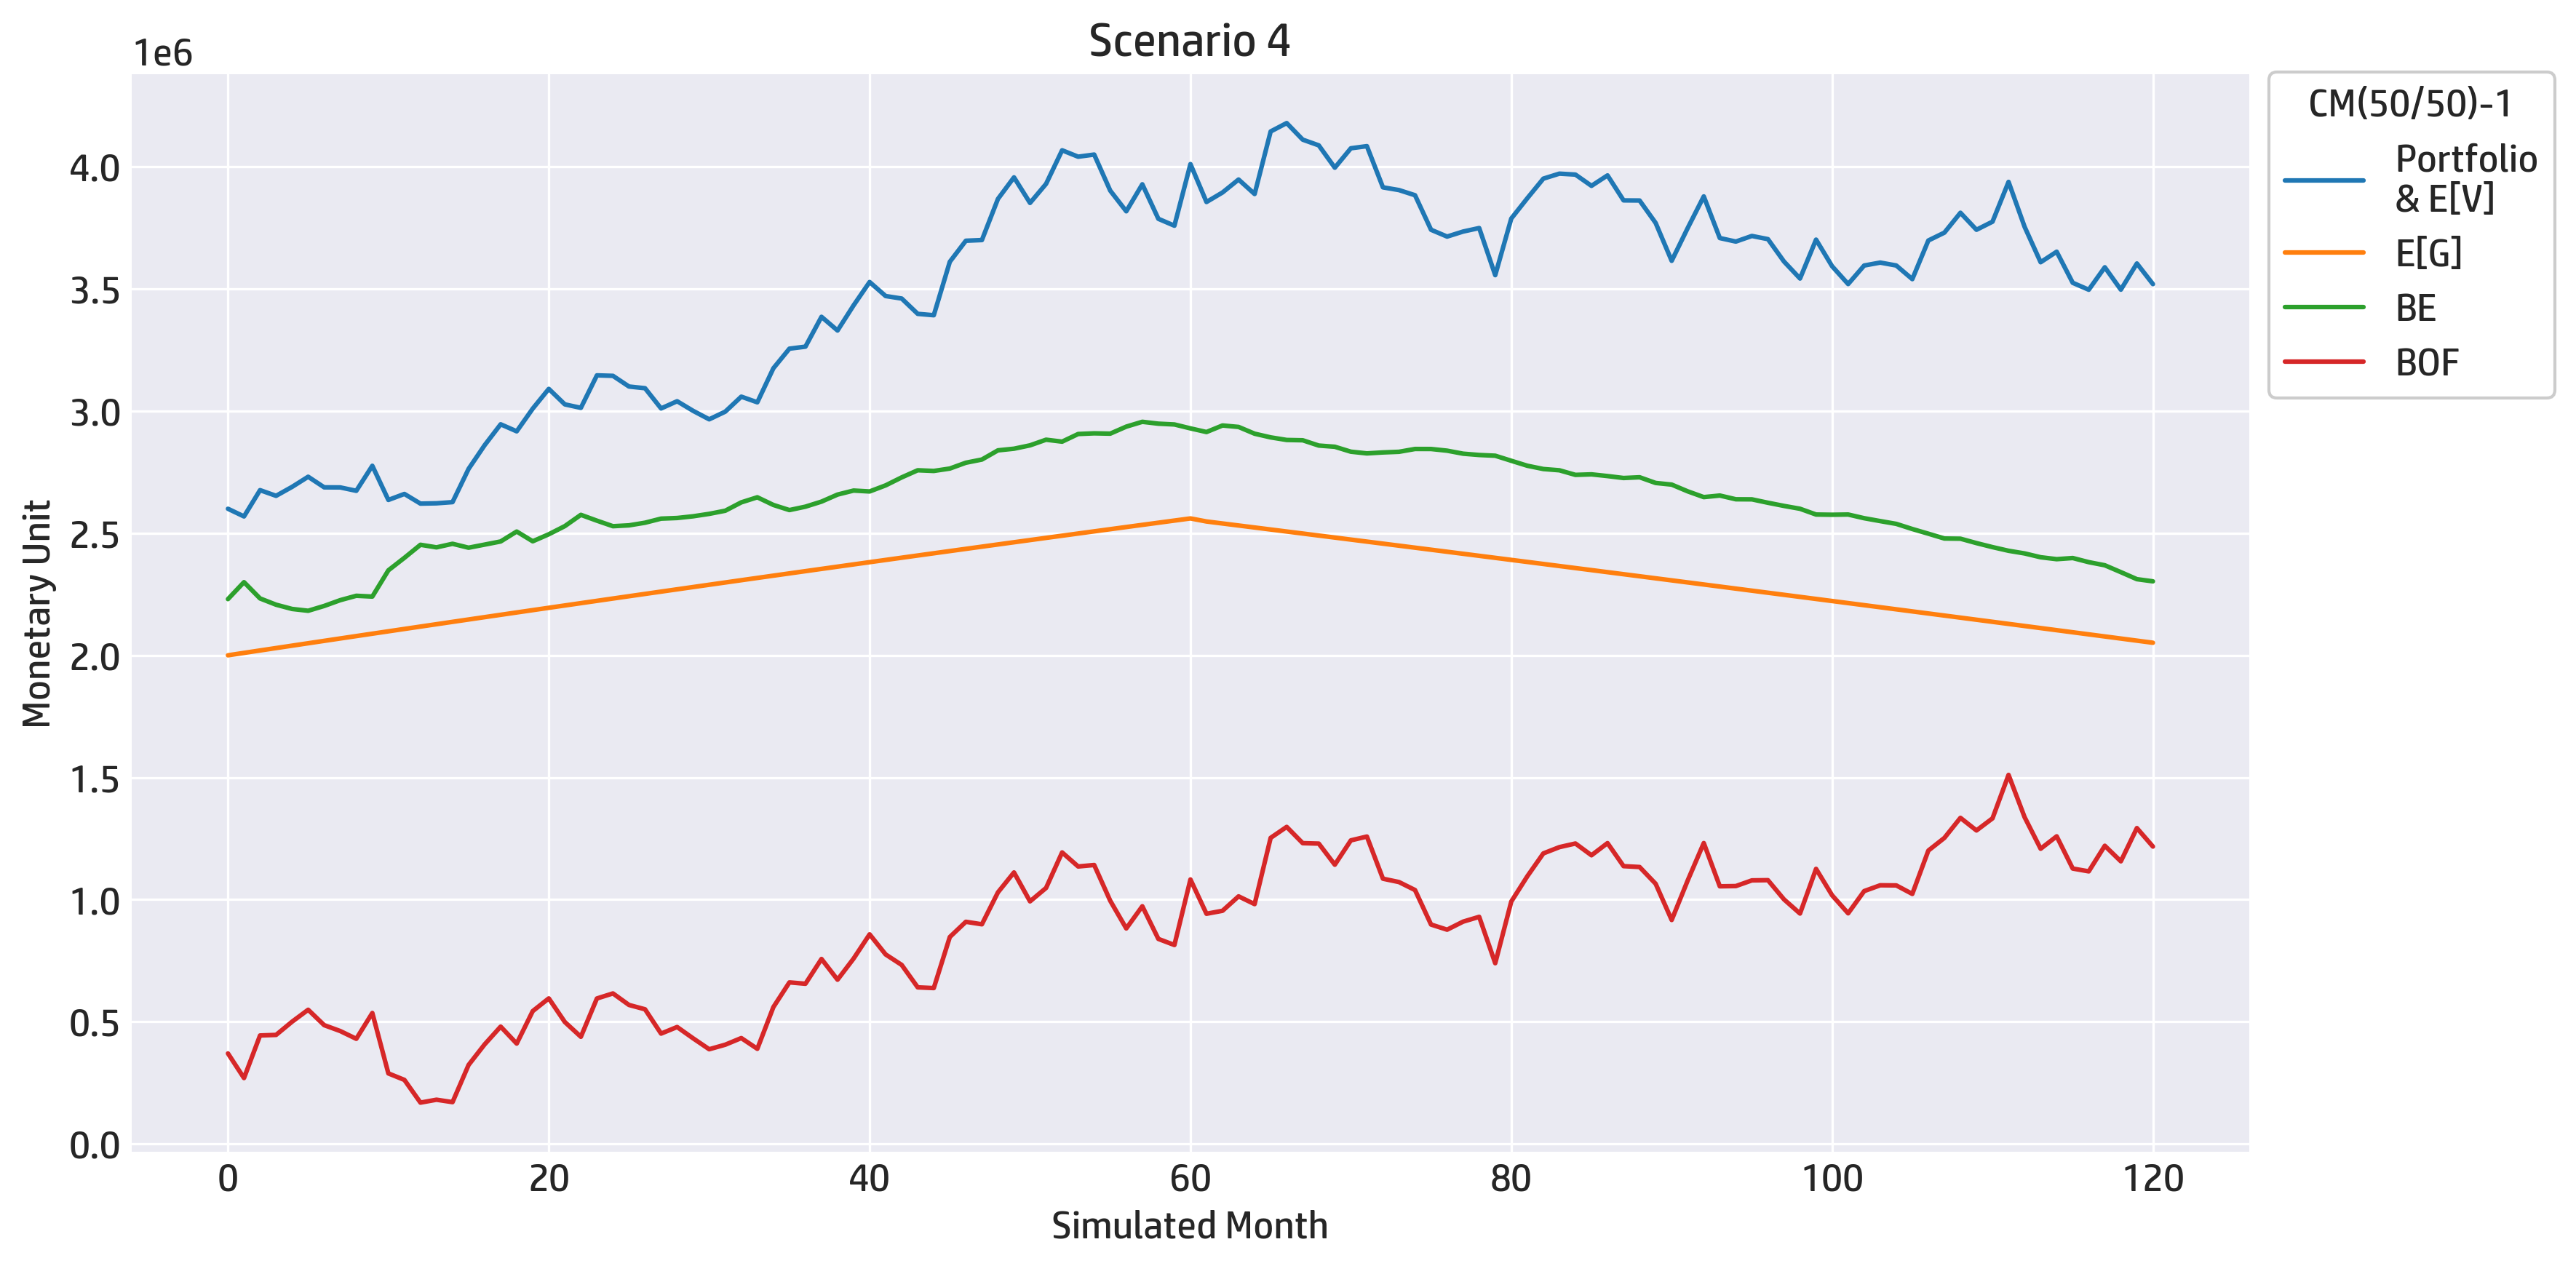 Scenario 4
1e6
4.0
3.5
3.0
2.5
2.0
1.5
1.0
0.5
0.0
Monetary Unit
0 20 40 60 80 100 120
Simulated Month
CM(50/50)-1
Portfolio
& E[V]
E[G]
BE
BOF